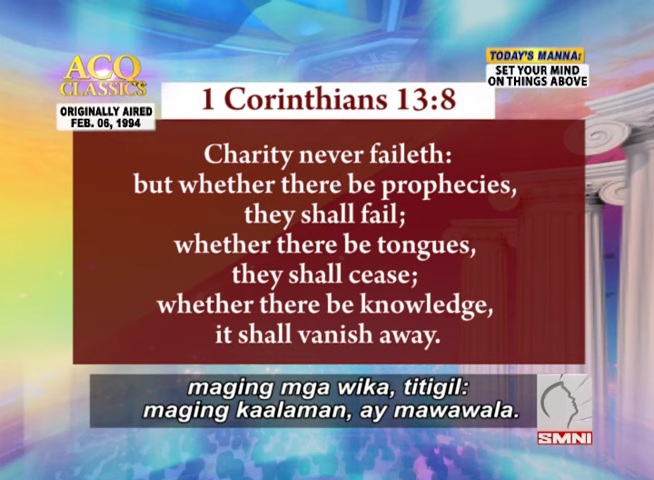 ACQ
CLASSICS
ORIGINALLY AIRED
FEB. 06, 1994
TODAY'S MANNA:
SET YOUR MIND
ON THINGS ABOVE
1 Corinthians 13:8
Charity never faileth:
but whether there be prophecies,
they shall fail;
whether there be tongues,
they shall cease;
whether there be knowledge,
it shall vanish away.
maging mga wika, titigil:
maging kaalaman, ay mawawala.
SMNI